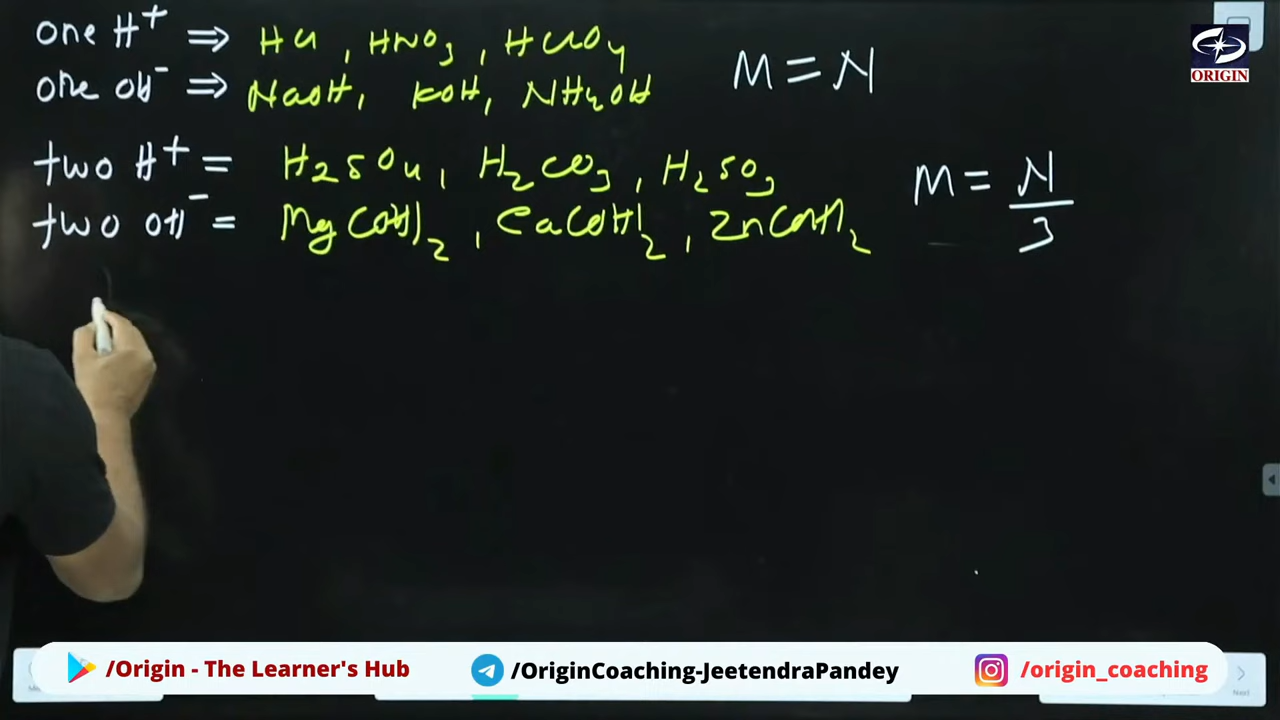 one H⁺ ⇒ HCl, HNO₃, HClO₄
one OH⁻ ⇒ NaOH, KOH, NH₄OH
M = N
ORIGIN
two H⁺ = H₂SO₄, H₂CO₃, H₂SO₃
two OH⁻ = Mg(OH)₂, Ca(OH)₂, Zn(OH)₂
M = N/3
/Origin - The Learner's Hub
/OriginCoaching-JeetendraPandey
/origin_coaching
Next